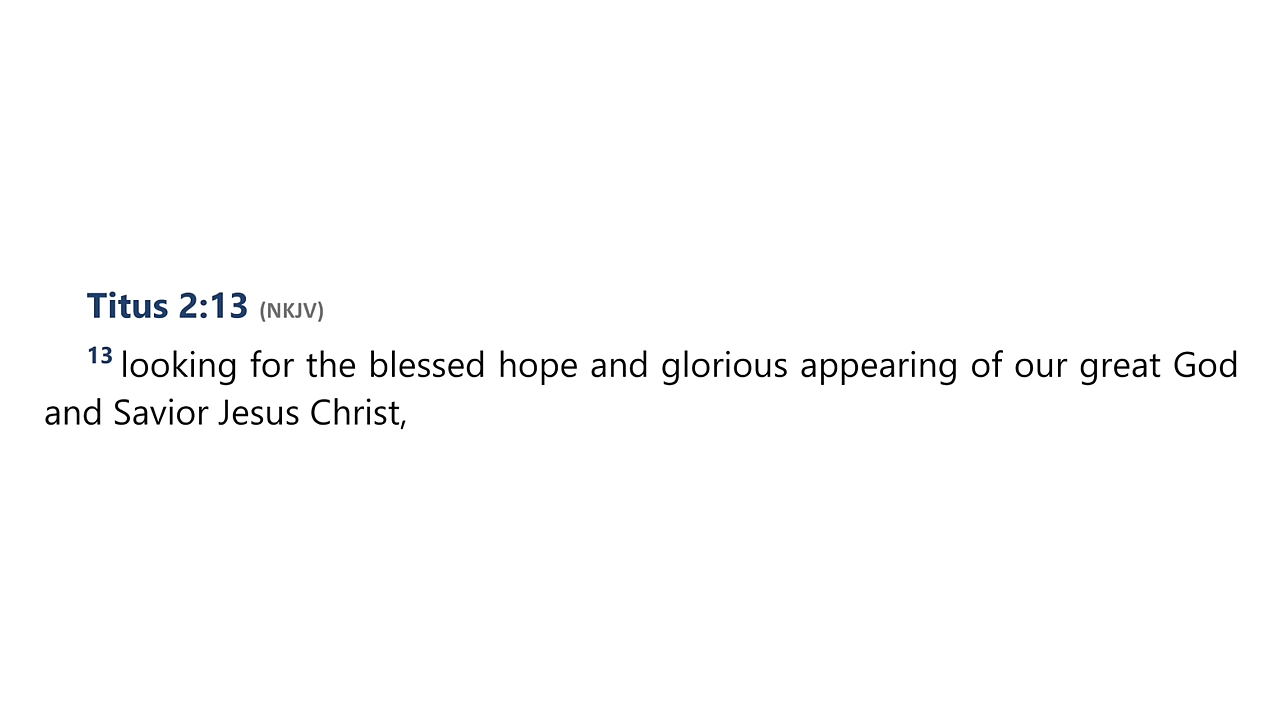 Titus 2:13 (NKJV)
13 looking for the blessed hope and glorious appearing of our great God
and Savior Jesus Christ,